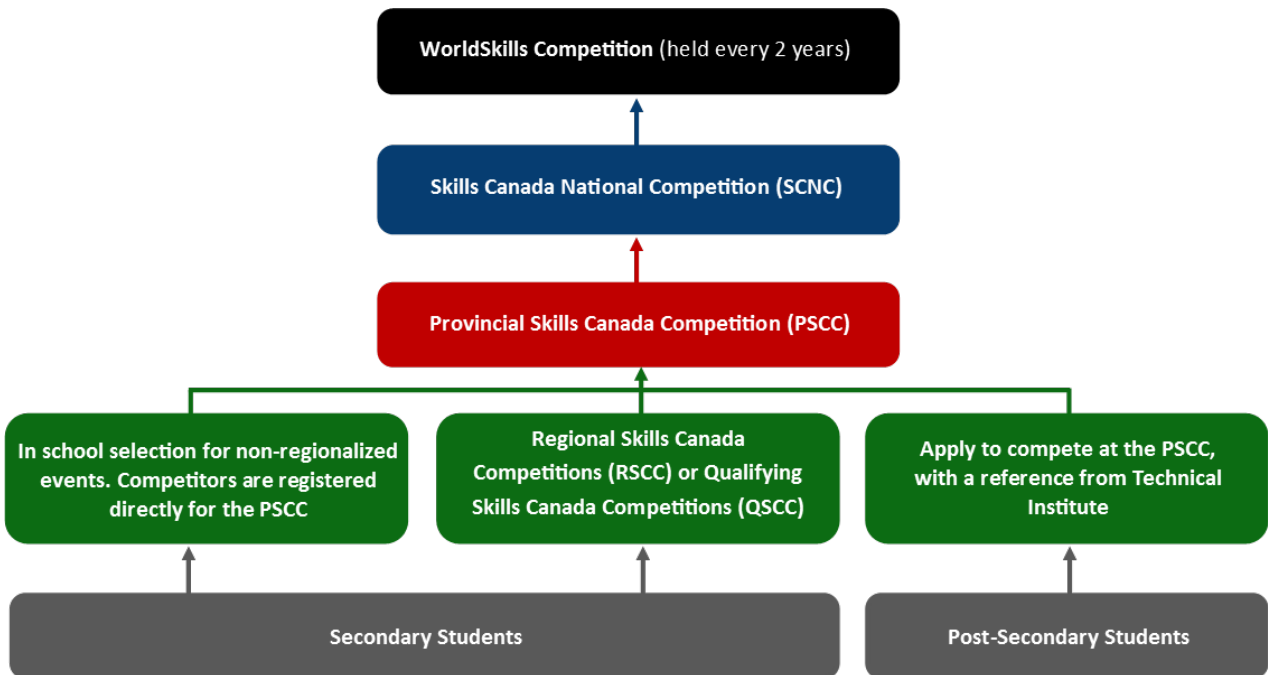 WorldSkills Competition (held every 2 years)
Skills Canada National Competition (SCNC)
Provincial Skills Canada Competition (PSCC)
In school selection for non-regionalized
events. Competitors are registered
directly for the PSCC
Regional Skills Canada
Competitions (RSCC) or Qualifying
Skills Canada Competitions (QSCC)
Apply to compete at the PSCC,
with a reference from Technical
Institute
Secondary Students
Post-Secondary Students